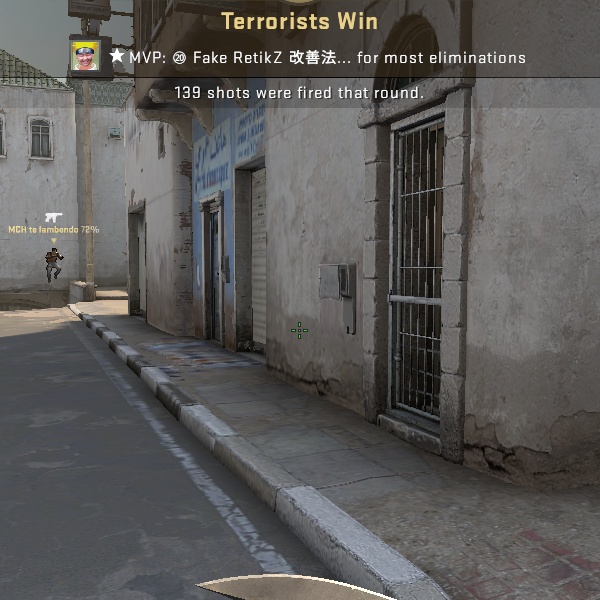 Terrorists Win
★MVP: ⑳ Fake RetikZ 改善法... for most eliminations
139 shots were fired that round.
MCH te fambendo 72%